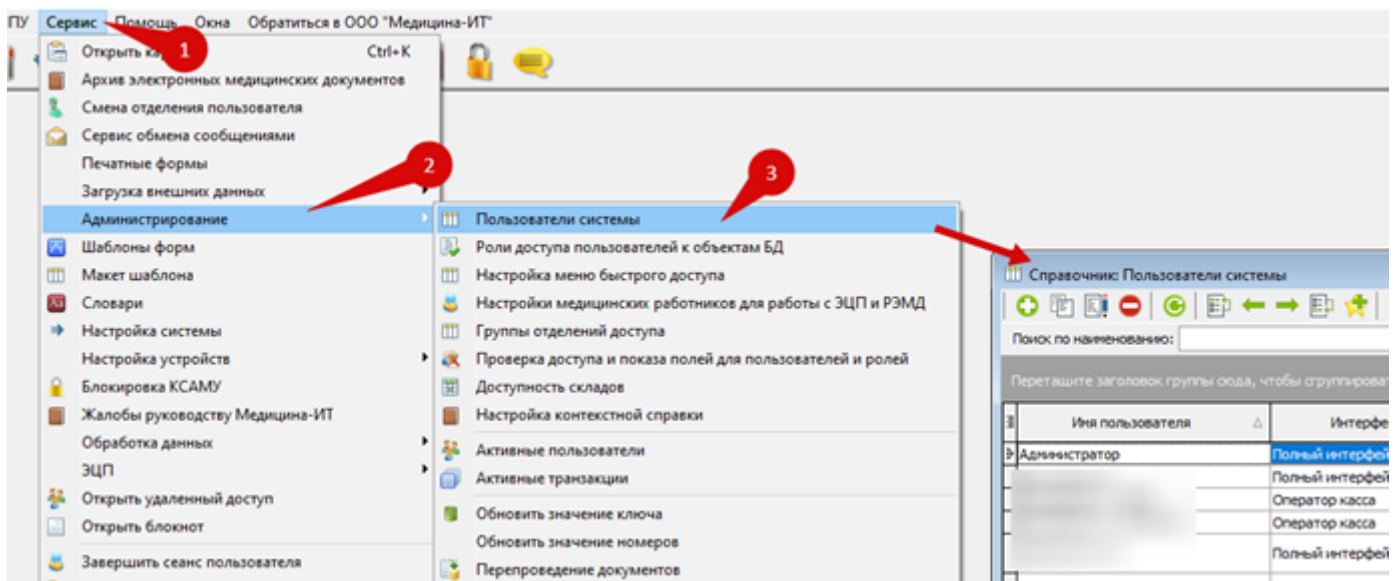 ПУ Сервис Помощь Окна Обратиться в ООО "Медицина-ИТ"
1
Открыть Ctrl+K
Архив электронных медицинских документов
Смена отделения пользователя
Сервис обмена сообщениями
Печатные формы
2
Загрузка внешних данных
Администрирование
Шаблоны форм
Макет шаблона
Словари
Настройка системы
Настройка устройств
Блокировка КСАМУ
Жалобы руководству Медицина-ИТ
Обработка данных
ЭЦП
Открыть удаленный доступ
Открыть блокнот
Завершить сеанс пользователя
3
Пользователи системы
Роли доступа пользователей к объектам БД
Настройка меню быстрого доступа
Настройки медицинских работников для работы с ЭЦП и РЭМД
Группы отделений доступа
Проверка доступа и показа полей для пользователей и ролей
Доступность складов
Настройка контекстной справки
Активные пользователи
Активные транзакции
Обновить значение ключа
Обновить значение номеров
Перепроведение документов
Справочник: Пользователи системы
Поиск по наименованию:
Перетащите заголовок группы сюда, чтобы сгруппироват
Имя пользователя Интерфе
Администратор Полный интерфей
Полный интерфей
Оператор касса
Оператор касса
Полный интерфей